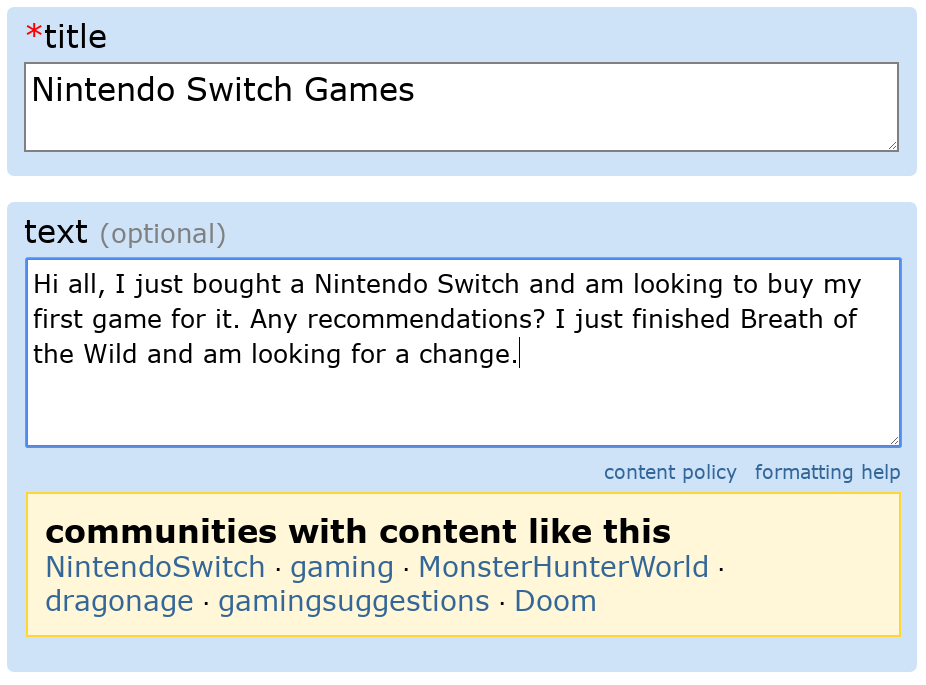 *title
Nintendo Switch Games
text (optional)
Hi all, I just bought a Nintendo Switch and am looking to buy my
first game for it. Any recommendations? I just finished Breath of
the Wild and am looking for a change.
content policy formatting help
communities with content like this
NintendoSwitch · gaming · MonsterHunterWorld ·
dragonage · gamingsuggestions · Doom